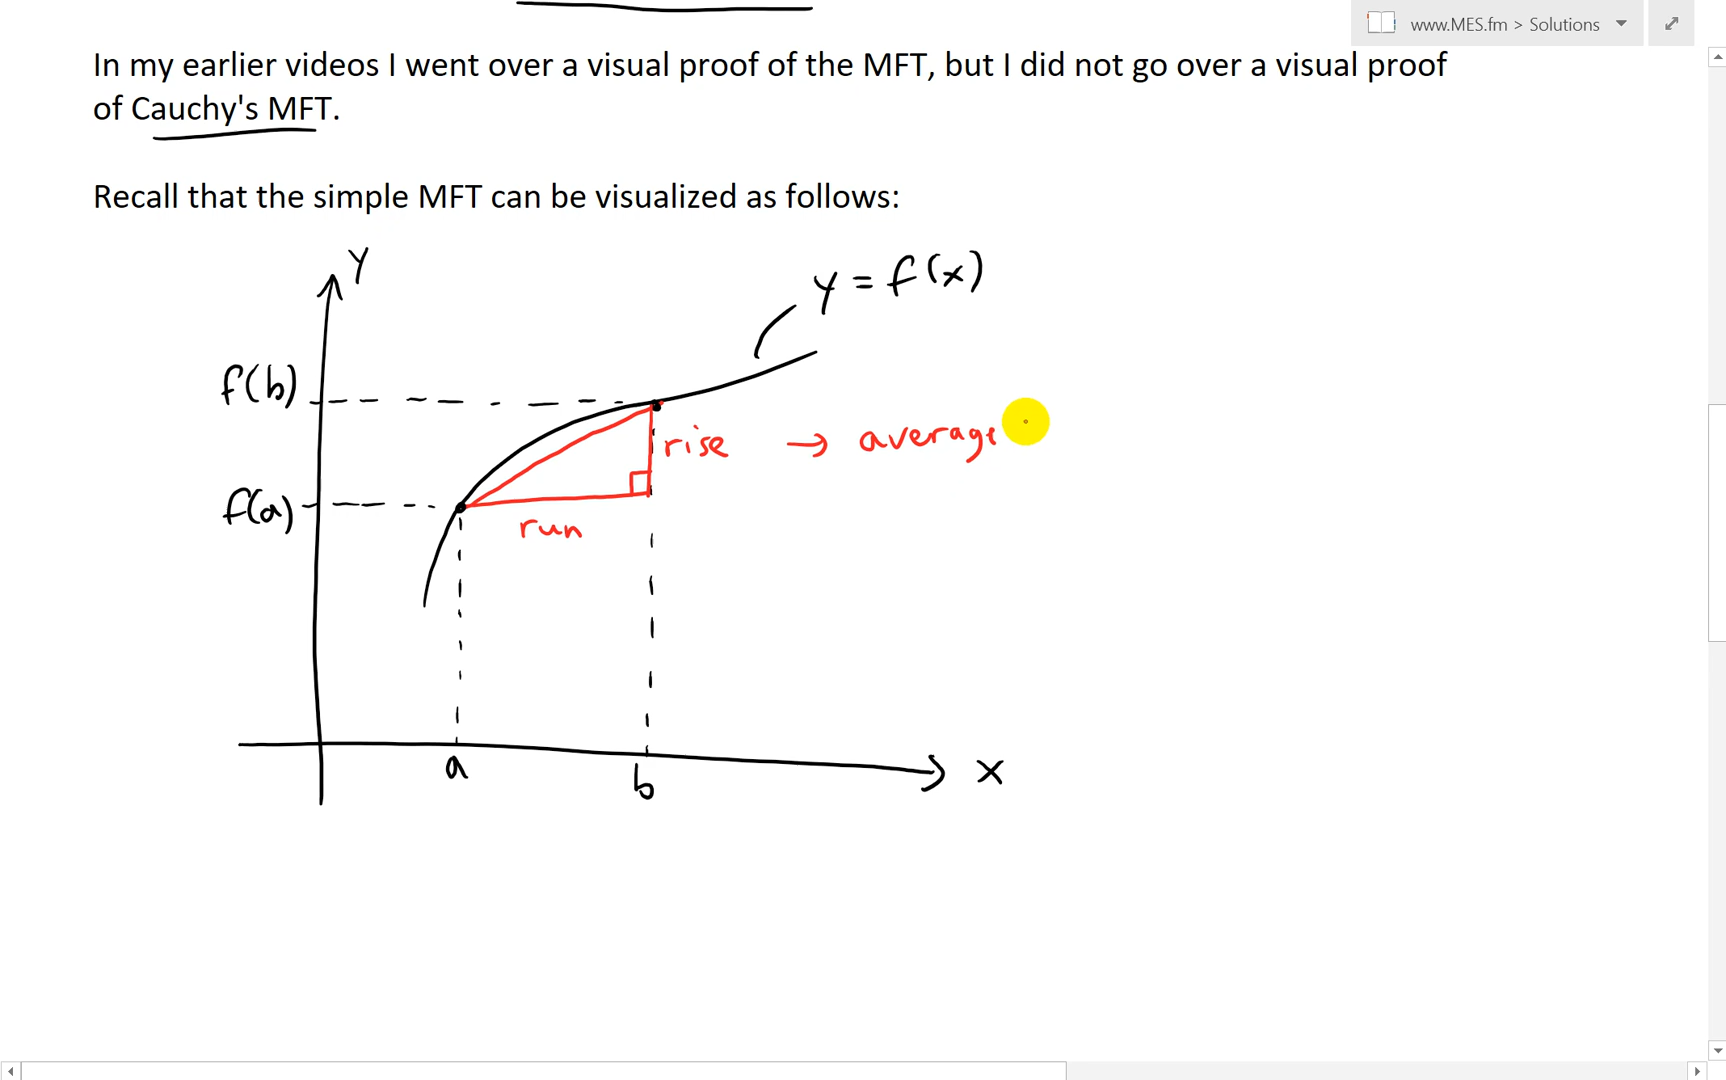 www.MES.fm > Solutions
In my earlier videos I went over a visual proof of the MFT, but I did not go over a visual proof
of Cauchy's MFT.
Recall that the simple MFT can be visualized as follows:
Y
y = f(x)
f(b)
rise → average
f(a)
run
a
b
x